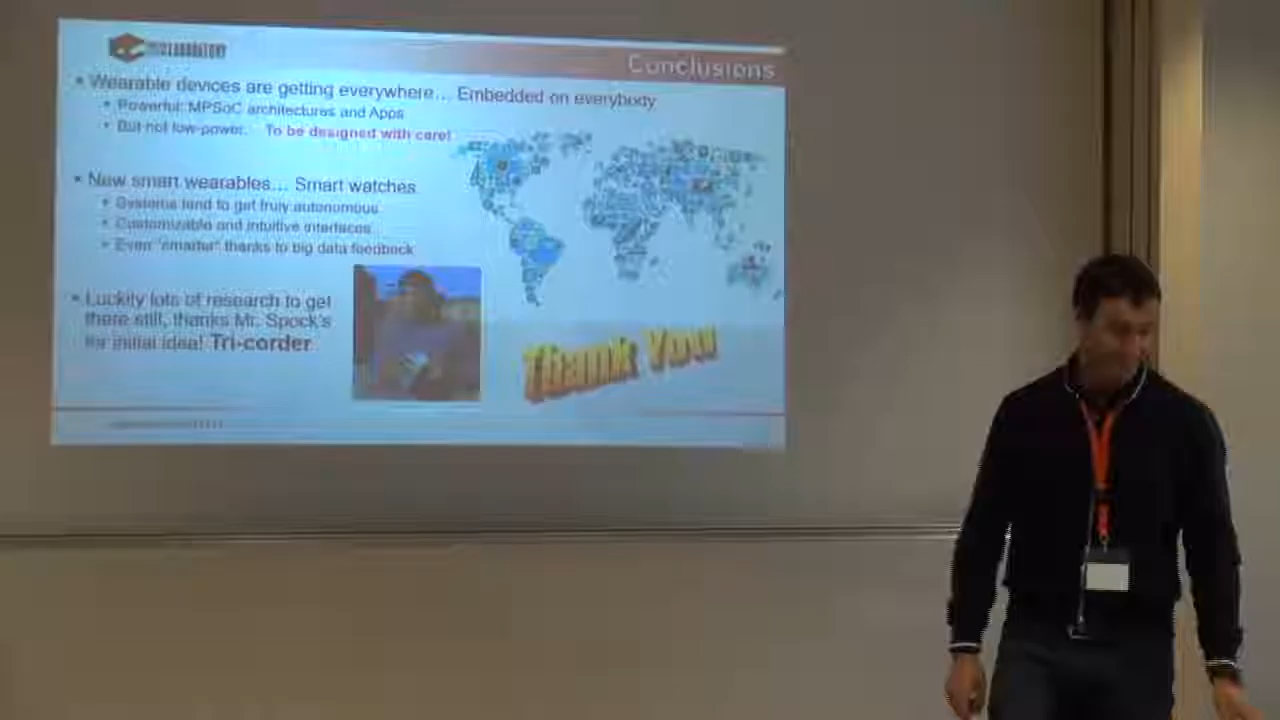 Conclusions
Wearable devices are getting everywhere... Embedded on everybody
Powerful: MPSoC architectures and Apps
But not low-power. To be designed with care!
New smart wearables... Smart watches
Systems tend to get truly autonomous
Customizable and intuitive interfaces
Even "smarter" thanks to big data feedback
Luckily lots of research to get
there still, thanks Mr. Spock's
for initial idea! Tri-corder
Thank You